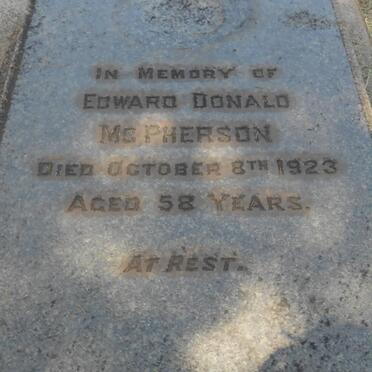 In Memory of
Edward Donald
McPherson
Died October 8th 1923
Aged 58 Years.
At Rest.